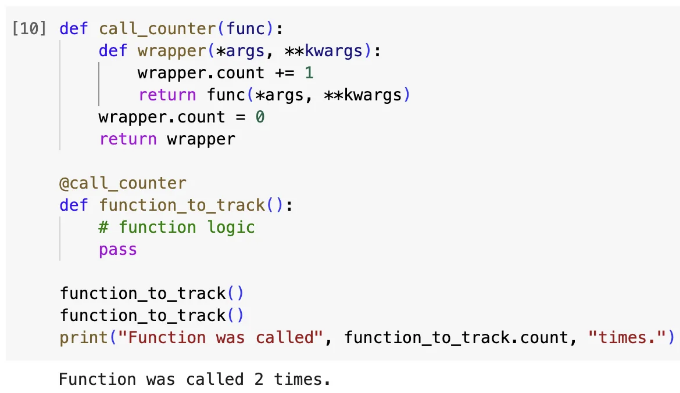 [10] def call_counter(func):
    def wrapper(*args, **kwargs):
        wrapper.count += 1
        return func(*args, **kwargs)
    wrapper.count = 0
    return wrapper

@call_counter
def function_to_track():
    # function logic
    pass

function_to_track()
function_to_track()
print("Function was called", function_to_track.count, "times.")
Function was called 2 times.